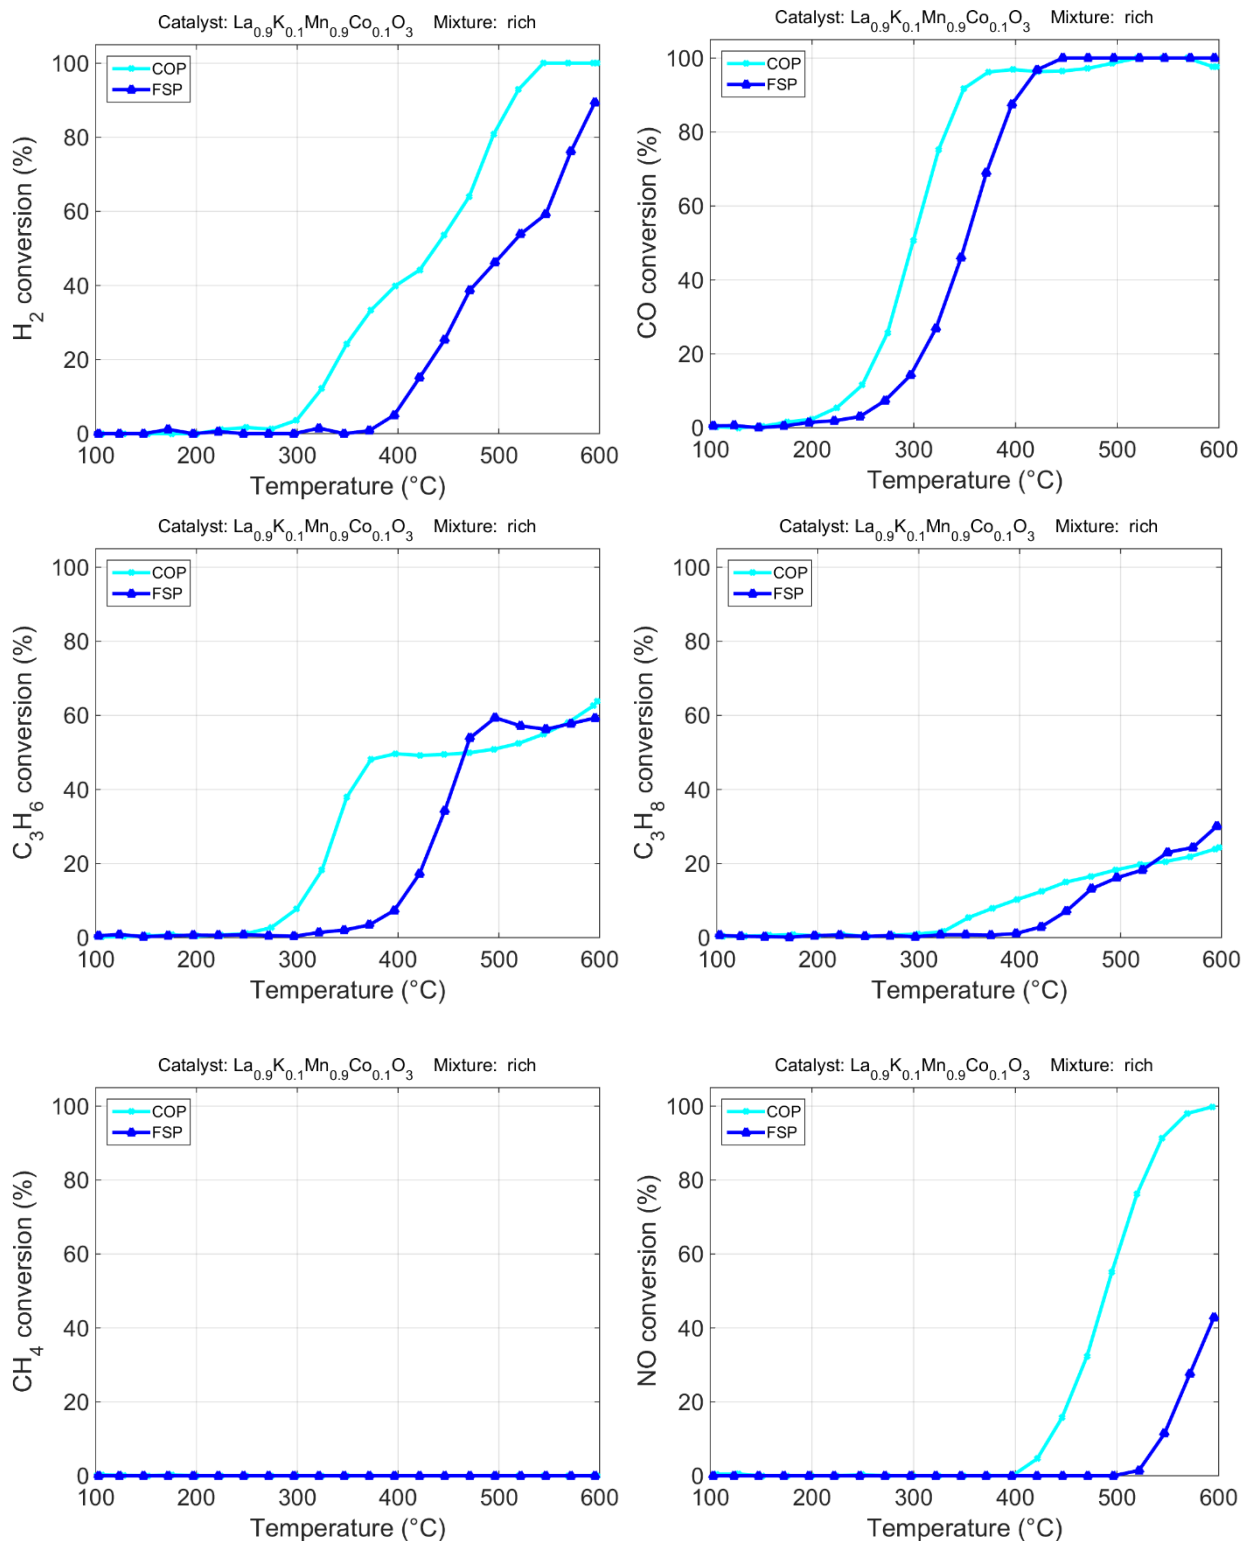 Catalyst: La0.9K0.1Mn0.9Co0.1O3 Mixture: rich
100
80
60
40
20
0
COP
FSP
H2 conversion (%)
100 200 300 400 500 600
Temperature (°C)
Catalyst: La0.9K0.1Mn0.9Co0.1O3 Mixture: rich
100
80
60
40
20
0
COP
FSP
CO conversion (%)
100 200 300 400 500 600
Temperature (°C)
Catalyst: La0.9K0.1Mn0.9Co0.1O3 Mixture: rich
100
80
60
40
20
0
COP
FSP
C3H6 conversion (%)
100 200 300 400 500 600
Temperature (°C)
Catalyst: La0.9K0.1Mn0.9Co0.1O3 Mixture: rich
100
80
60
40
20
0
COP
FSP
C3H8 conversion (%)
100 200 300 400 500 600
Temperature (°C)
Catalyst: La0.9K0.1Mn0.9Co0.1O3 Mixture: rich
100
80
60
40
20
0
COP
FSP
CH4 conversion (%)
100 200 300 400 500 600
Temperature (°C)
Catalyst: La0.9K0.1Mn0.9Co0.1O3 Mixture: rich
100
80
60
40
20
0
COP
FSP
NO conversion (%)
100 200 300 400 500 600
Temperature (°C)